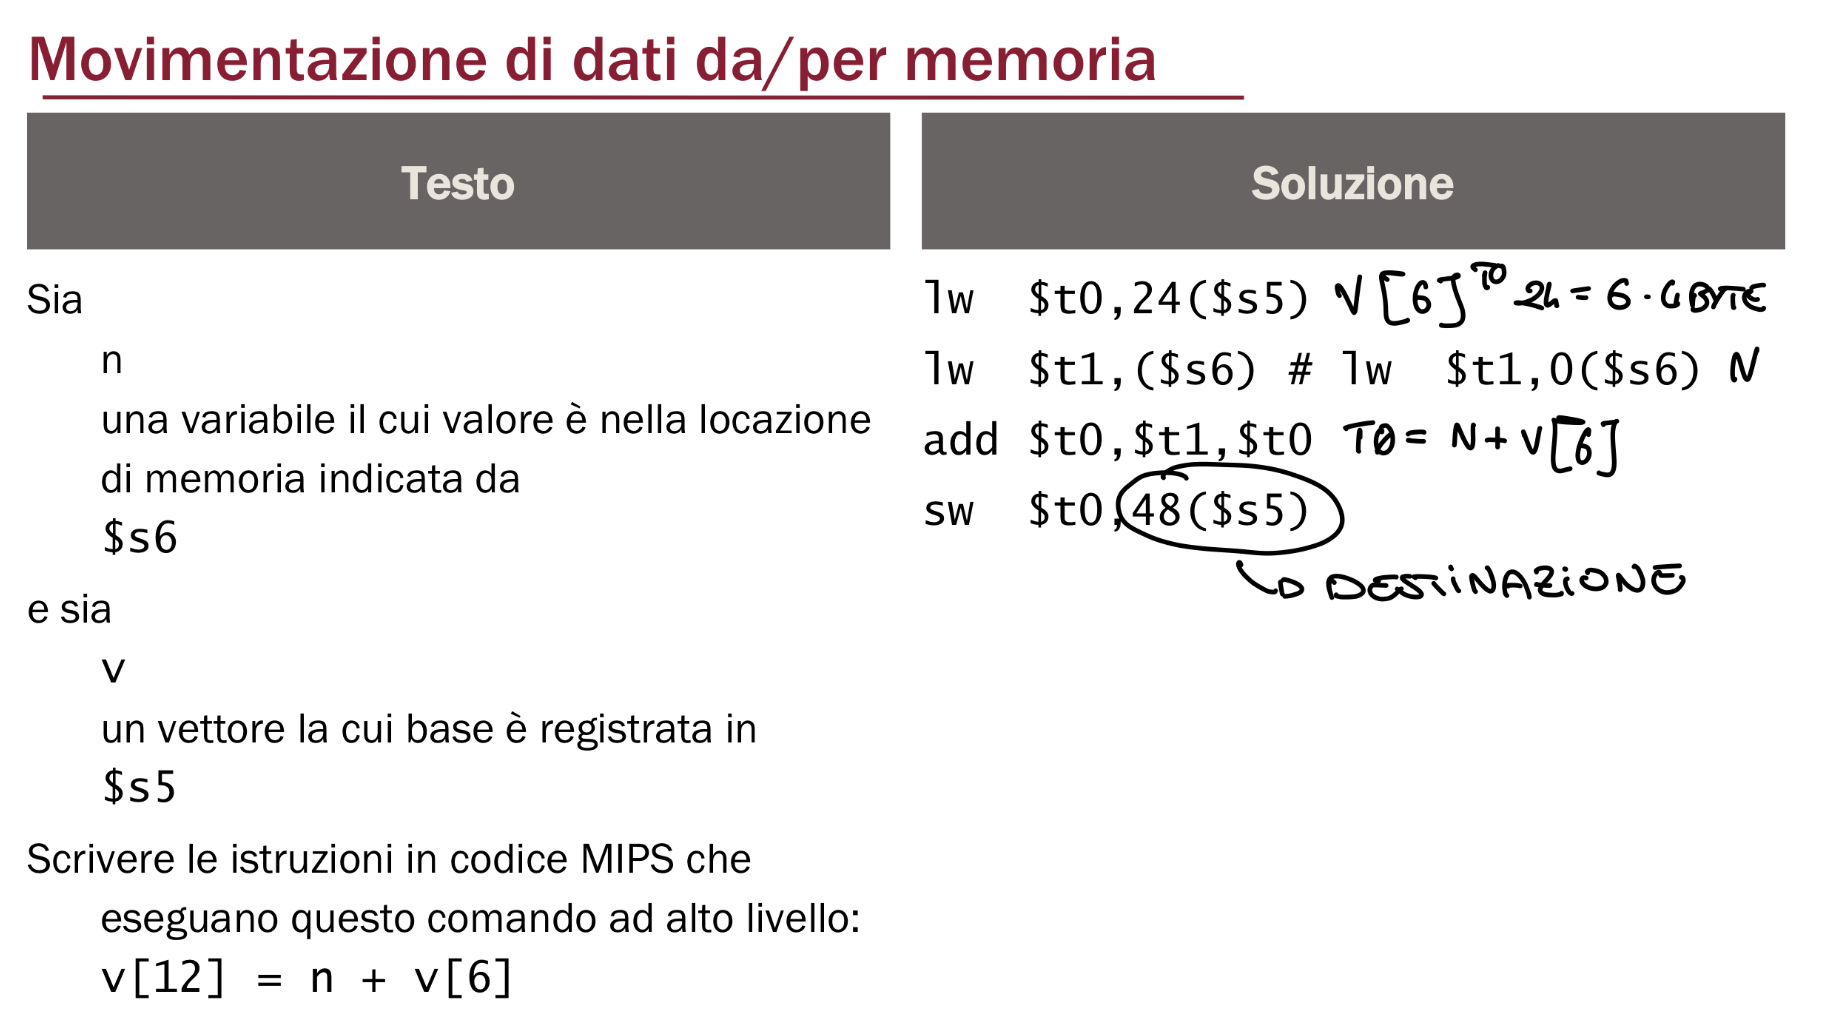 Movimentazione di dati da/per memoria
Testo
Sia
n
una variabile il cui valore è nella locazione
di memoria indicata da
$s6
e sia
v
un vettore la cui base è registrata in
$s5
Scrivere le istruzioni in codice MIPS che
eseguano questo comando ad alto livello:
v[12] = n + v[6]
Soluzione
lw $t0,24($s5) V[6] T0 24 = 6 · 4 BYTE
lw $t1,($s6) # lw $t1,0($s6) N
add $t0,$t1,$t0 T0 = N + V[6]
sw $t0,48($s5)
DESTINAZIONE